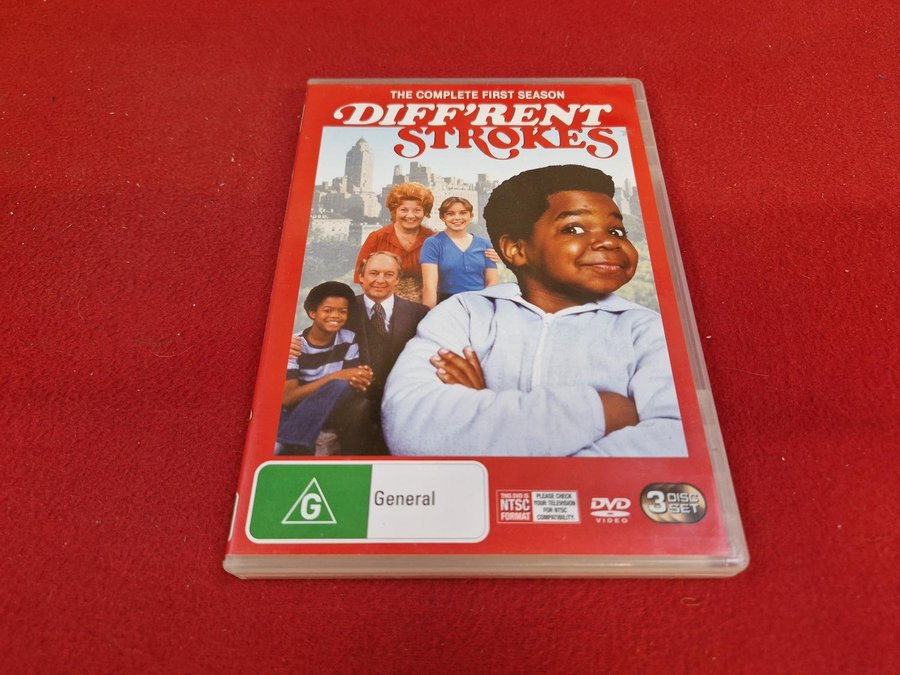 THE COMPLETE FIRST SEASON
DIFF'RENT
STROKES
G
General
THIS DVD IS
NTSC
FORMAT
PLEASE CHECK
YOUR TELEVISION
FOR NTSC
COMPATIBILITY.
DVD
VIDEO
3 DISC
SET